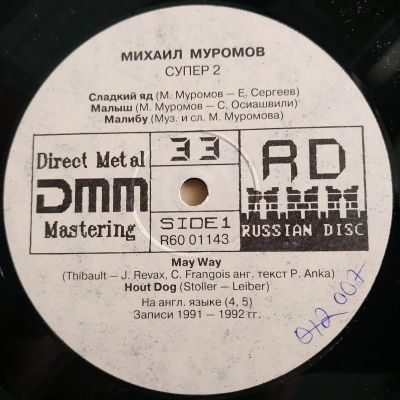 МИХАИЛ МУРОМОВ
СУПЕР 2
Сладкий яд (М. Муромов – Е. Сергеев)
Малыш (М. Муромов – С. Осиашвили)
Малибу (Муз. и сл. М. Муромова)
Direct Metal
DMM
Mastering
33
SIDE 1
R60 01143
RD
MMM
RUSSIAN DISC
May Way
(Thibault – J. Revax, C. Frangois анг. текст P. Anka)
Hout Dog (Stoller – Leiber)
На англ. языке (4, 5)
Записи 1991 – 1992 гг.